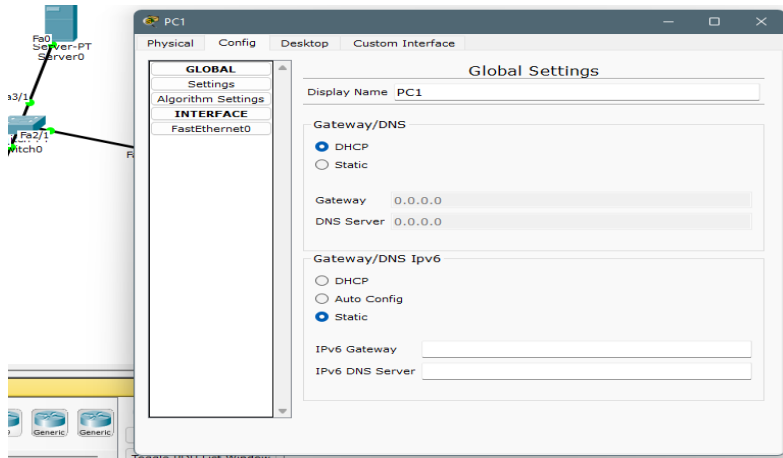 PC1
Physical
Config
Desktop
Custom Interface
GLOBAL
Settings
Algorithm Settings
INTERFACE
FastEthernet0
Global Settings
Display Name PC1
Gateway/DNS
DHCP
Static
Gateway 0.0.0.0
DNS Server 0.0.0.0
Gateway/DNS Ipv6
DHCP
Auto Config
Static
IPv6 Gateway
IPv6 DNS Server
Fa0
Server-PT
Server0
a3/1
Fa2/1
itch0
Generic
Generic